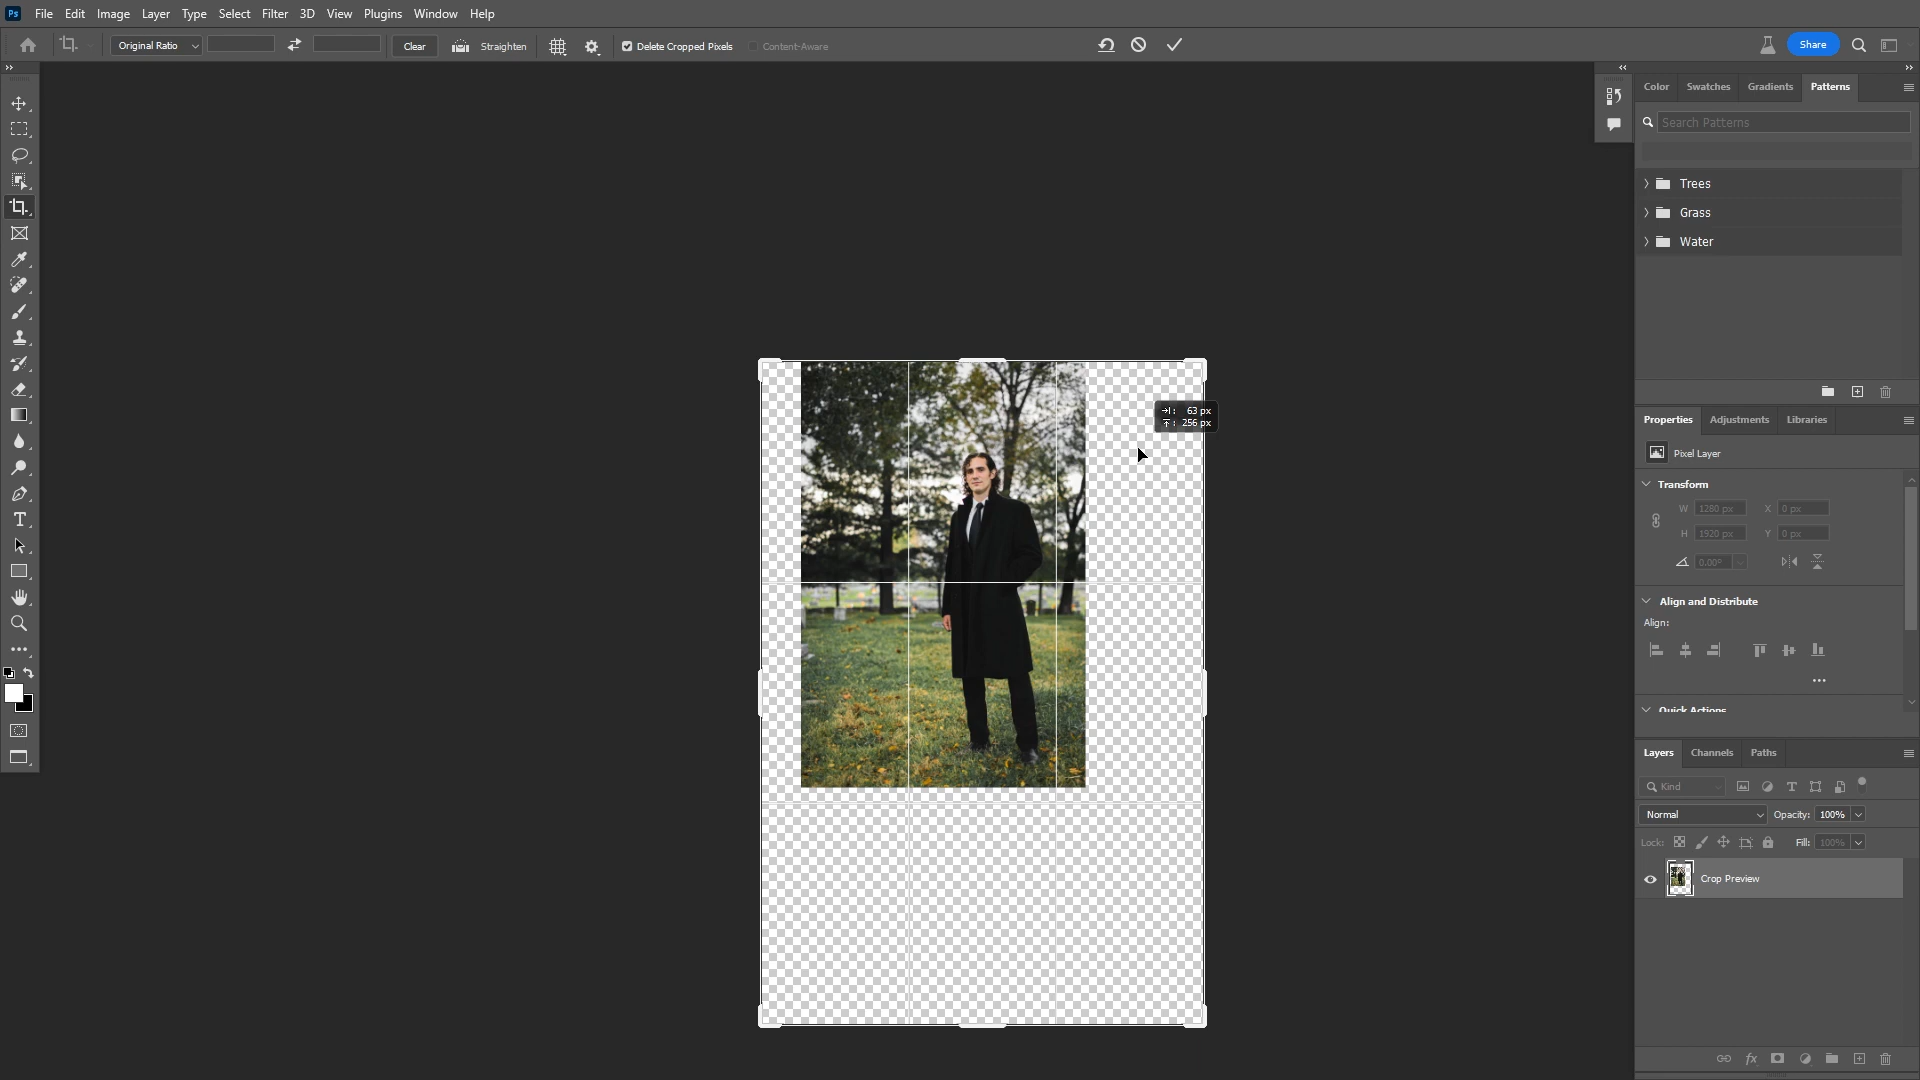 Ps File Edit Image Layer Type Select Filter 3D View Plugins Window Help
Original Ratio Clear Straighten Delete Cropped Pixels Content-Aware Share
Color Swatches Gradients Patterns
Search Patterns
Trees
Grass
Water
63 px
256 px
Properties Adjustments Libraries
Pixel Layer
Transform
W 1280 px X 0 px
H 1920 px Y 0 px
0.00°
Align and Distribute
Align:
Quick Actions
Layers Channels Paths
Kind
Normal Opacity: 100%
Lock: Fill: 100%
Crop Preview